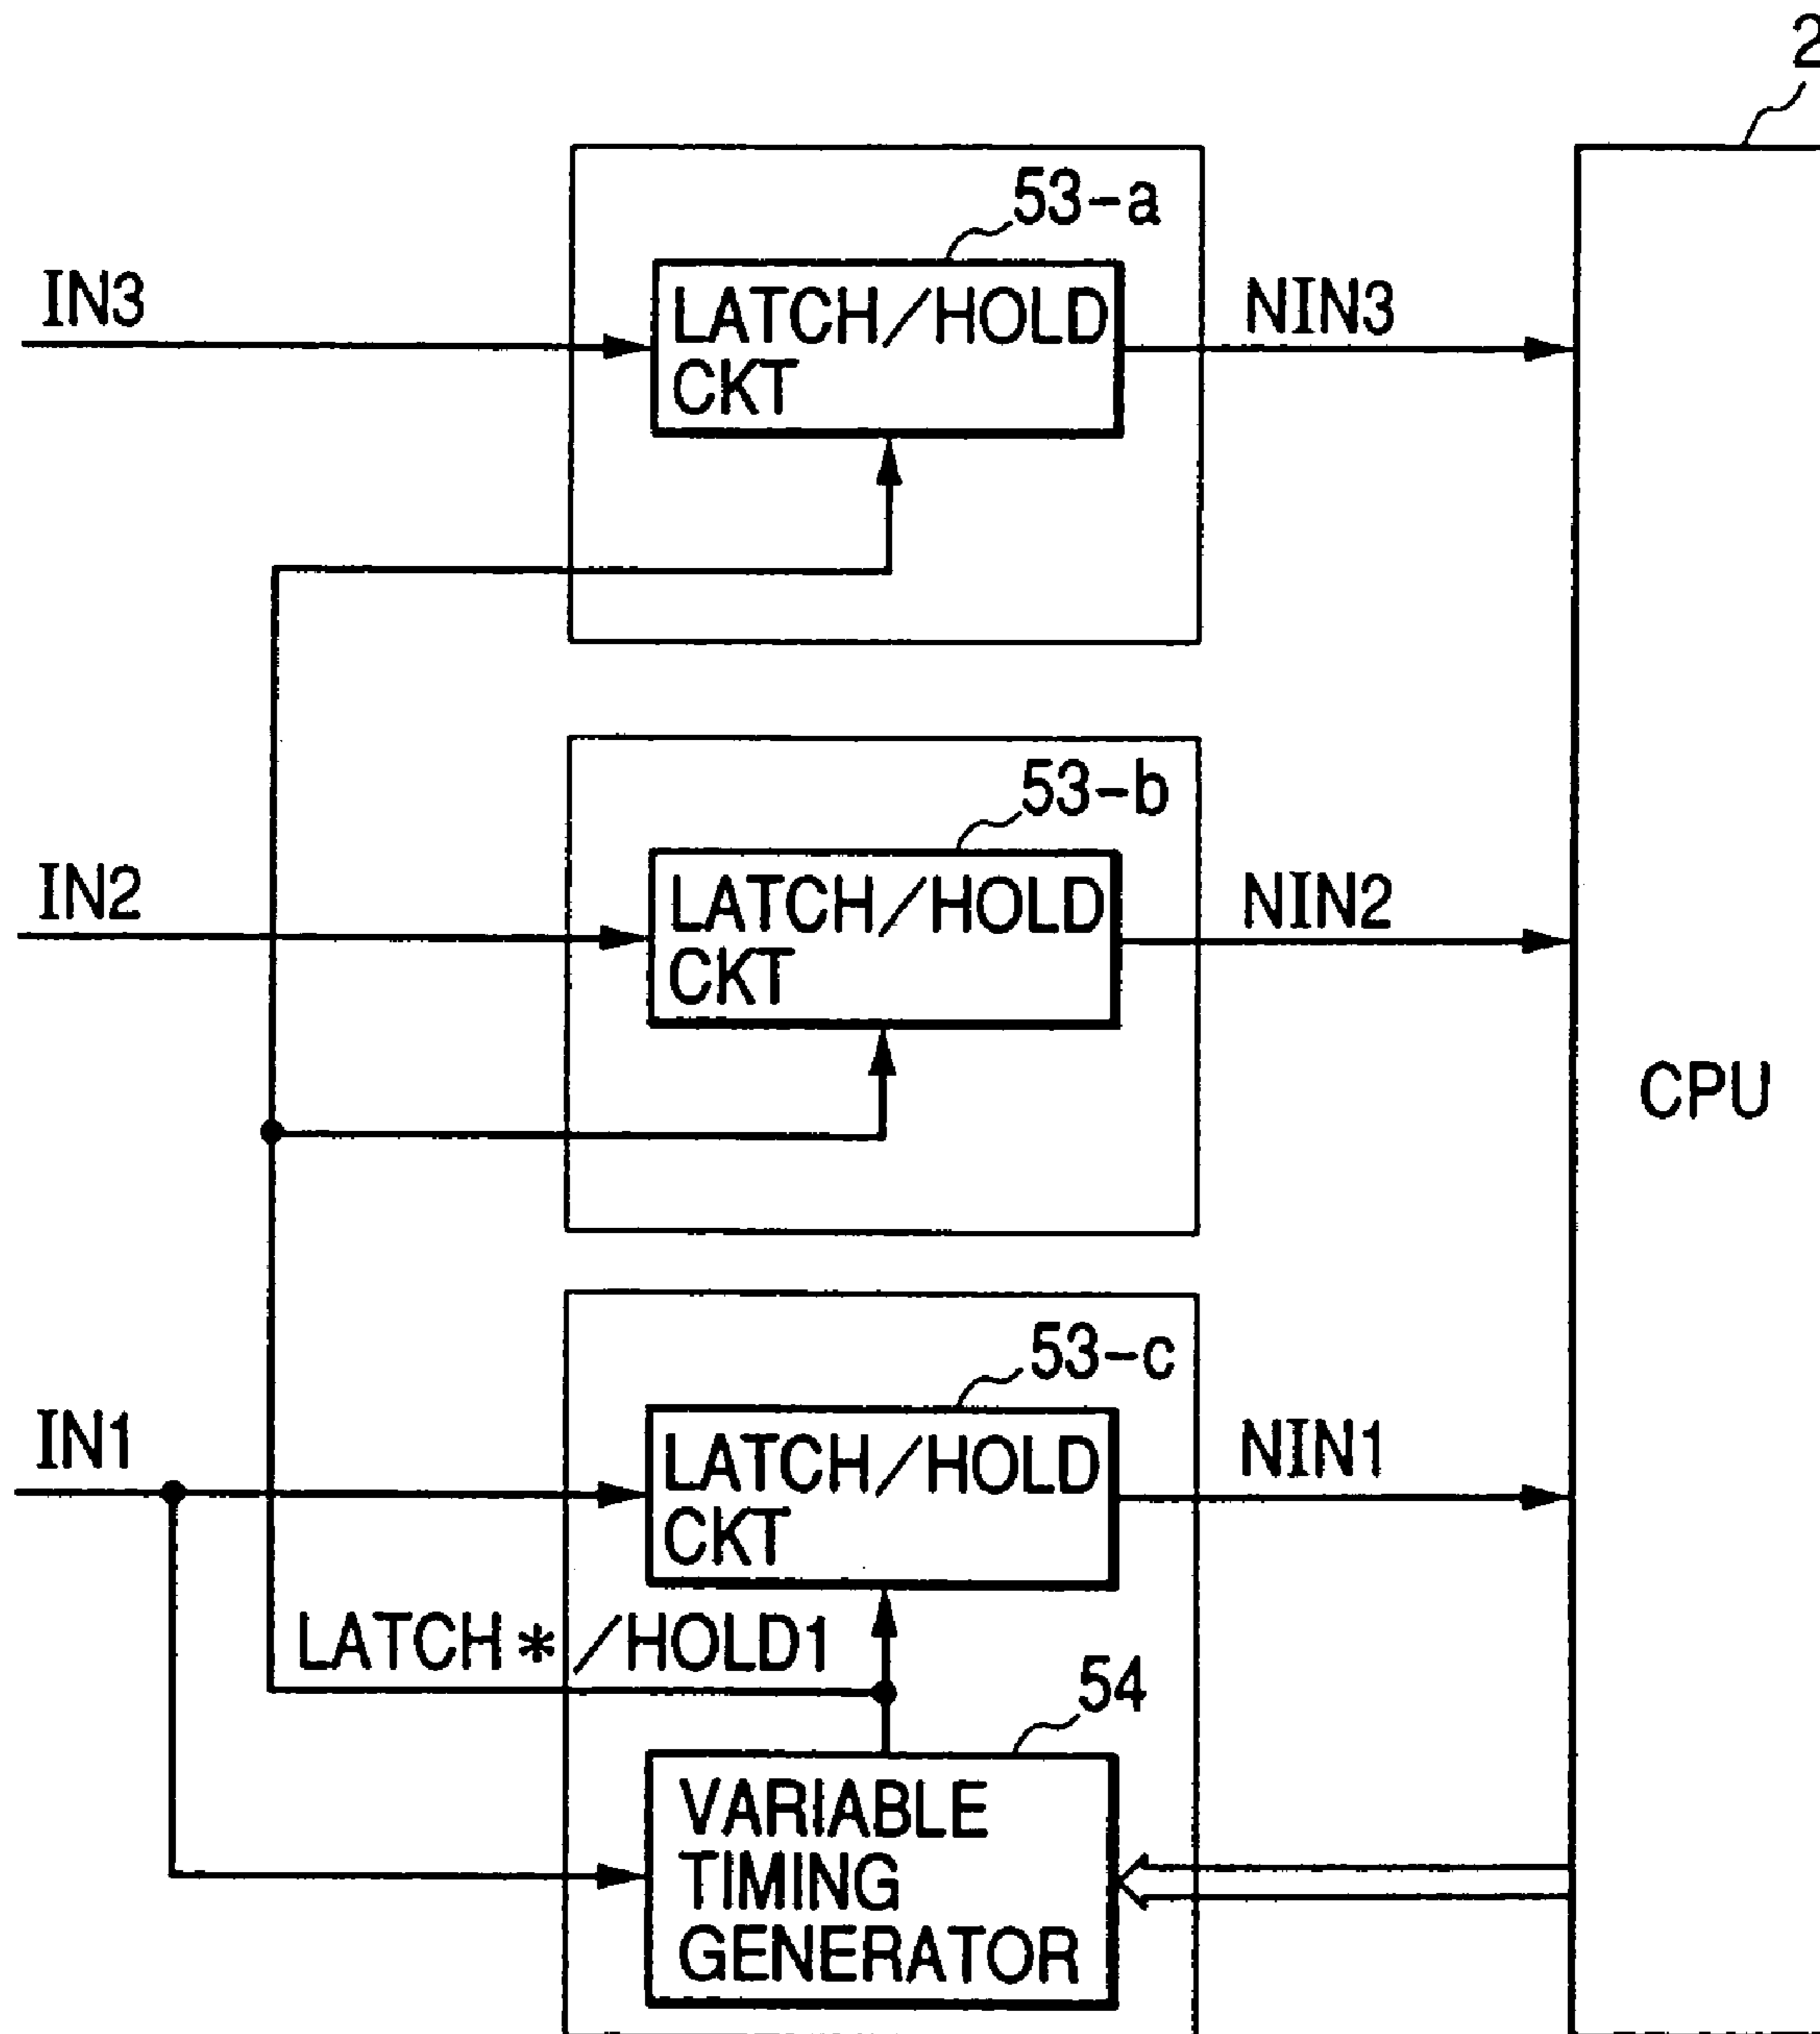 2
53-a
IN3
LATCH/HOLD
CKT
NIN3
53-b
IN2
LATCH/HOLD
CKT
NIN2
CPU
53-c
IN1
LATCH/HOLD
CKT
NIN1
LATCH*/HOLD1
54
VARIABLE
TIMING
GENERATOR